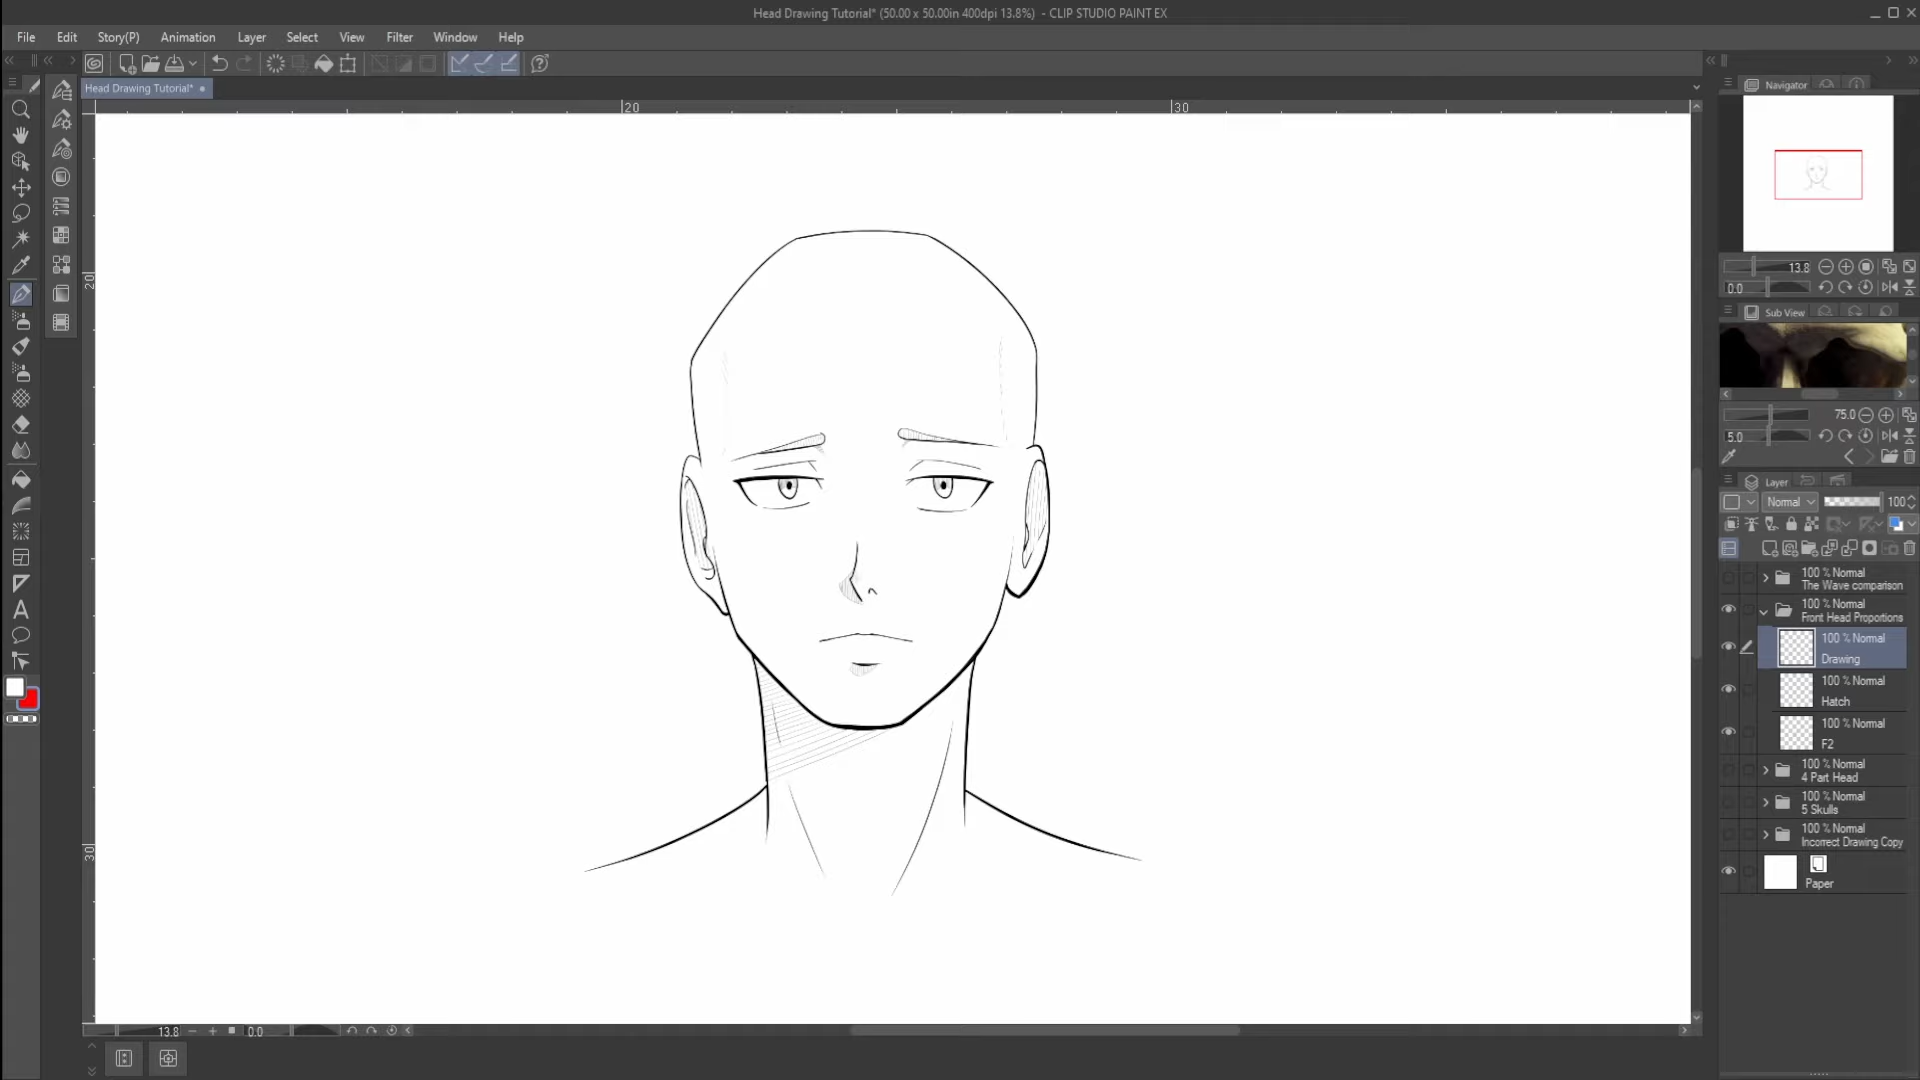 Head Drawing Tutorial* (50.00 x 50.00in 400dpi 13.8%) - CLIP STUDIO PAINT EX
File Edit Story(P) Animation Layer Select View Filter Window Help
Head Drawing Tutorial*
Navigator
20
30
20
30
13.8
0.0
Sub View
75.0
5.0
Layer
Normal
100
100 % Normal
The Wave comparison
100 % Normal
Front Head Propotions
100 % Normal
Drawing
100 % Normal
Hatch
100 % Normal
F2
100 % Normal
4 Part Head
100 % Normal
5 Skulls
100 % Normal
Incorrect Drawing Copy
Paper
13.8
0.0